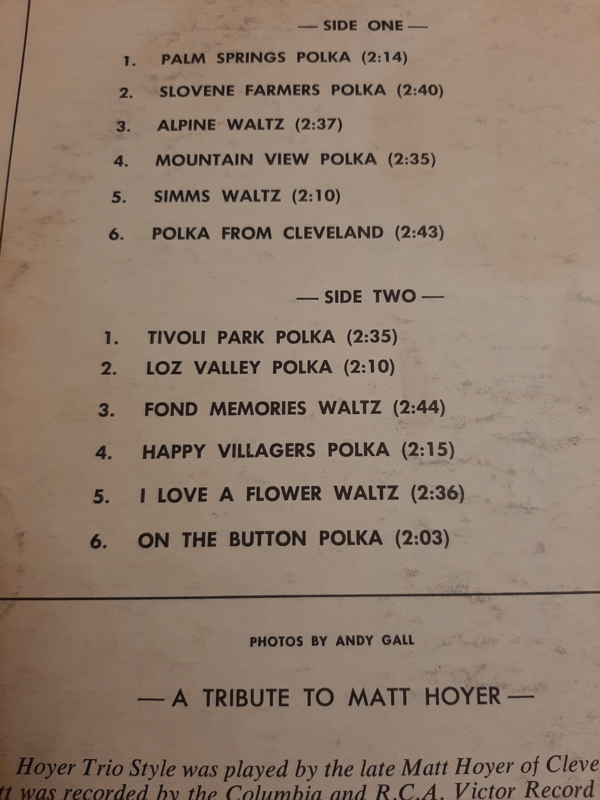 — SIDE ONE —
1. PALM SPRINGS POLKA (2:14)
2. SLOVENE FARMERS POLKA (2:40)
3. ALPINE WALTZ (2:37)
4. MOUNTAIN VIEW POLKA (2:35)
5. SIMMS WALTZ (2:10)
6. POLKA FROM CLEVELAND (2:43)
— SIDE TWO —
1. TIVOLI PARK POLKA (2:35)
2. LOZ VALLEY POLKA (2:10)
3. FOND MEMORIES WALTZ (2:44)
4. HAPPY VILLAGERS POLKA (2:15)
5. I LOVE A FLOWER WALTZ (2:36)
6. ON THE BUTTON POLKA (2:03)
PHOTOS BY ANDY GALL
— A TRIBUTE TO MATT HOYER —
Hoyer Trio Style was played by the late Matt Hoyer of Cleve
tt was recorded by the Columbia and R.C.A. Victor Record